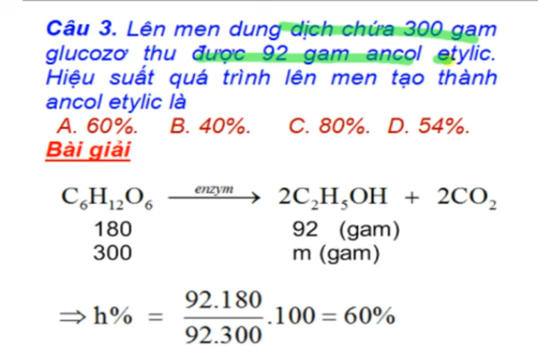 Câu 3. Lên men dung dịch chứa 300 gam
glucozơ thu được 92 gam ancol etylic.
Hiệu suất quá trình lên men tạo thành
ancol etylic là
A. 60%. B. 40%. C. 80%. D. 54%.
Bài giải
C₆H₁₂O₆ —enzym→ 2C₂H₅OH + 2CO₂
180 92 (gam)
300 m (gam)
⇒ h% = \frac{92.180}{92.300}.100 = 60%